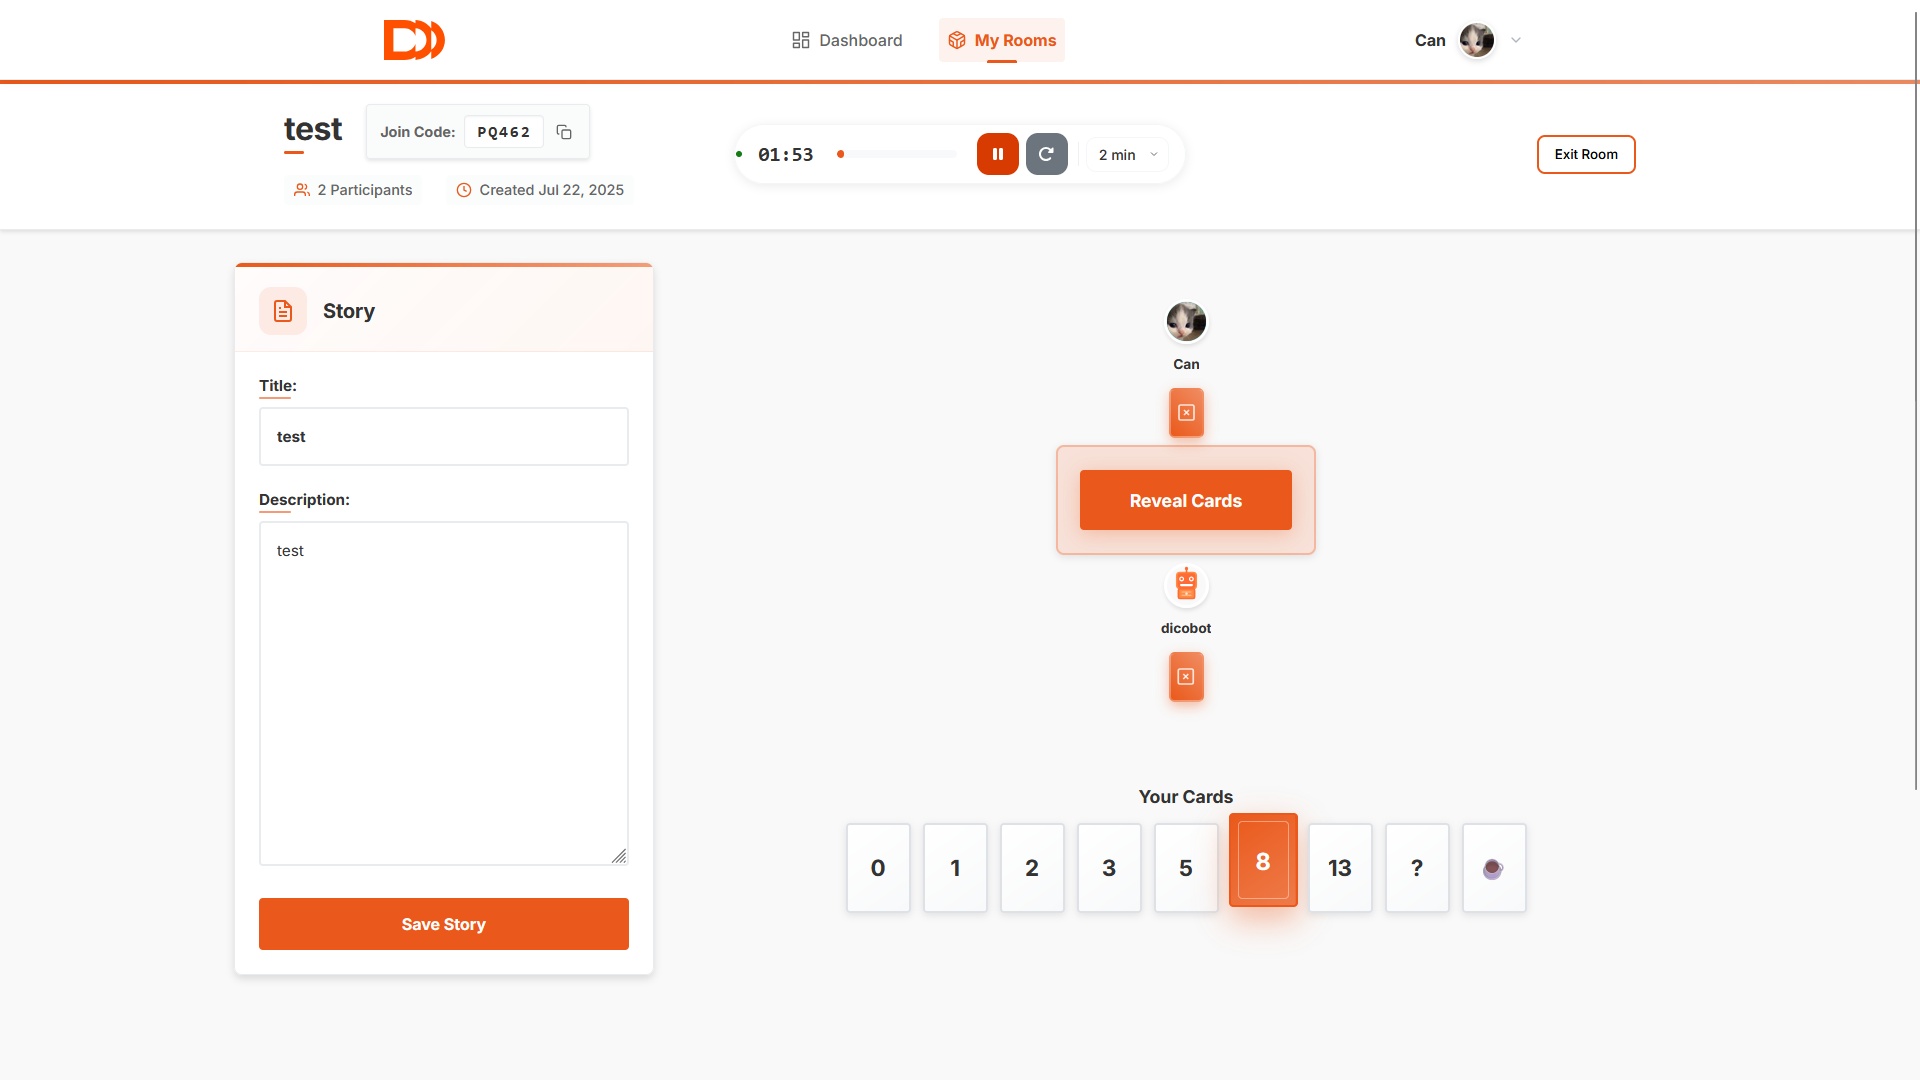 Dashboard
My Rooms
Can
test
Join Code: PQ462
01:53
2 min
Exit Room
2 Participants
Created Jul 22, 2025
Story
Title:
test
Description:
test
Save Story
Can
Reveal Cards
dicobot
Your Cards
0 1 2 3 5 8 13 ?